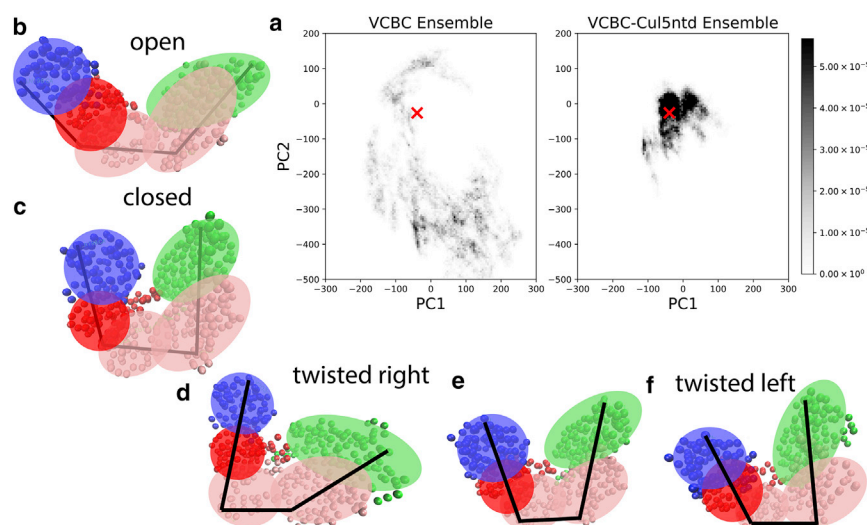 a
VCBC Ensemble
VCBC-Cul5ntd Ensemble
b
open
c
closed
200
100
0
−100
−200
−300
−400
−500
PC2
−300 −200 −100 0 100 200 300
PC1
200
100
0
−100
−200
−300
−400
−500
−300 −200 −100 0 100 200 300
PC1
5.00 × 10⁻
4.00 × 10⁻
3.00 × 10⁻
2.00 × 10⁻
1.00 × 10⁻
0.00 × 10⁰
d
twisted right
e
f
twisted left